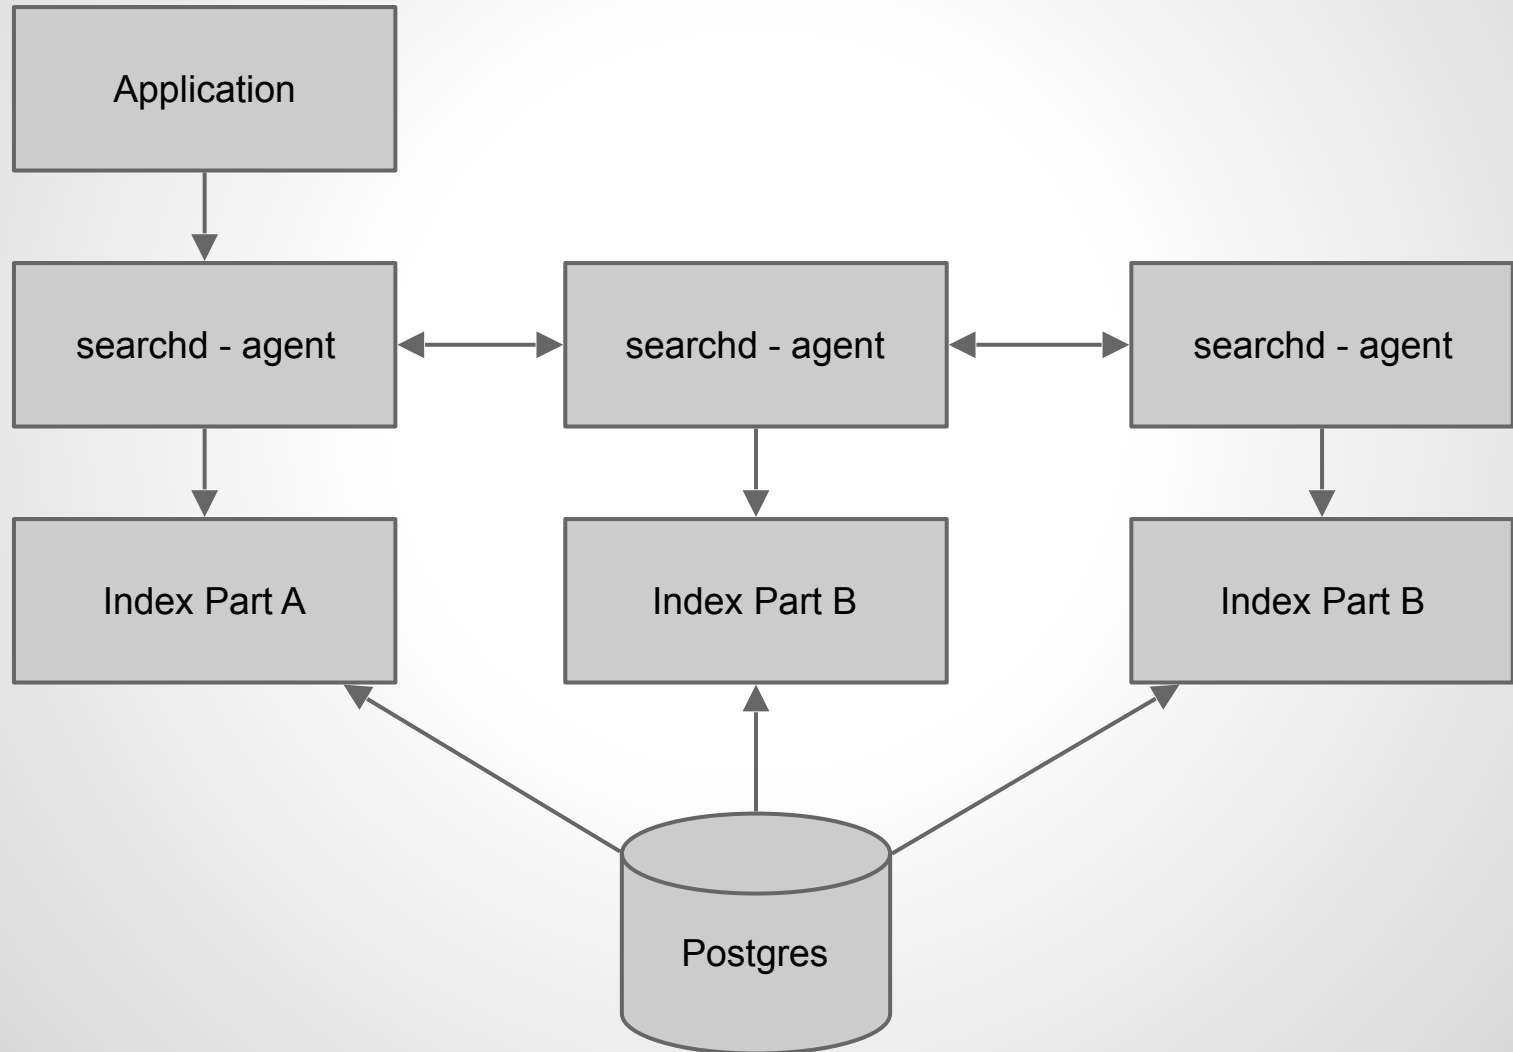 Application
searchd - agent
searchd - agent
searchd - agent
Index Part A
Index Part B
Index Part B
Postgres